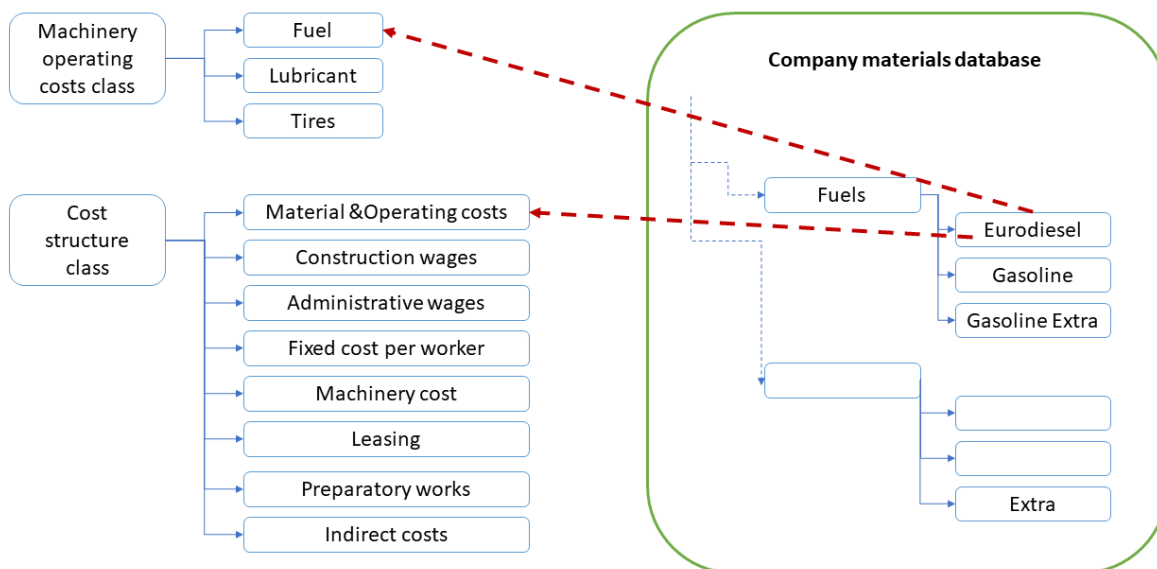 Machinery
operating
costs class
Fuel
Lubricant
Tires
Cost
structure
class
Material &Operating costs
Construction wages
Administrative wages
Fixed cost per worker
Machinery cost
Leasing
Preparatory works
Indirect costs
Company materials database
Fuels
Eurodiesel
Gasoline
Gasoline Extra
Extra